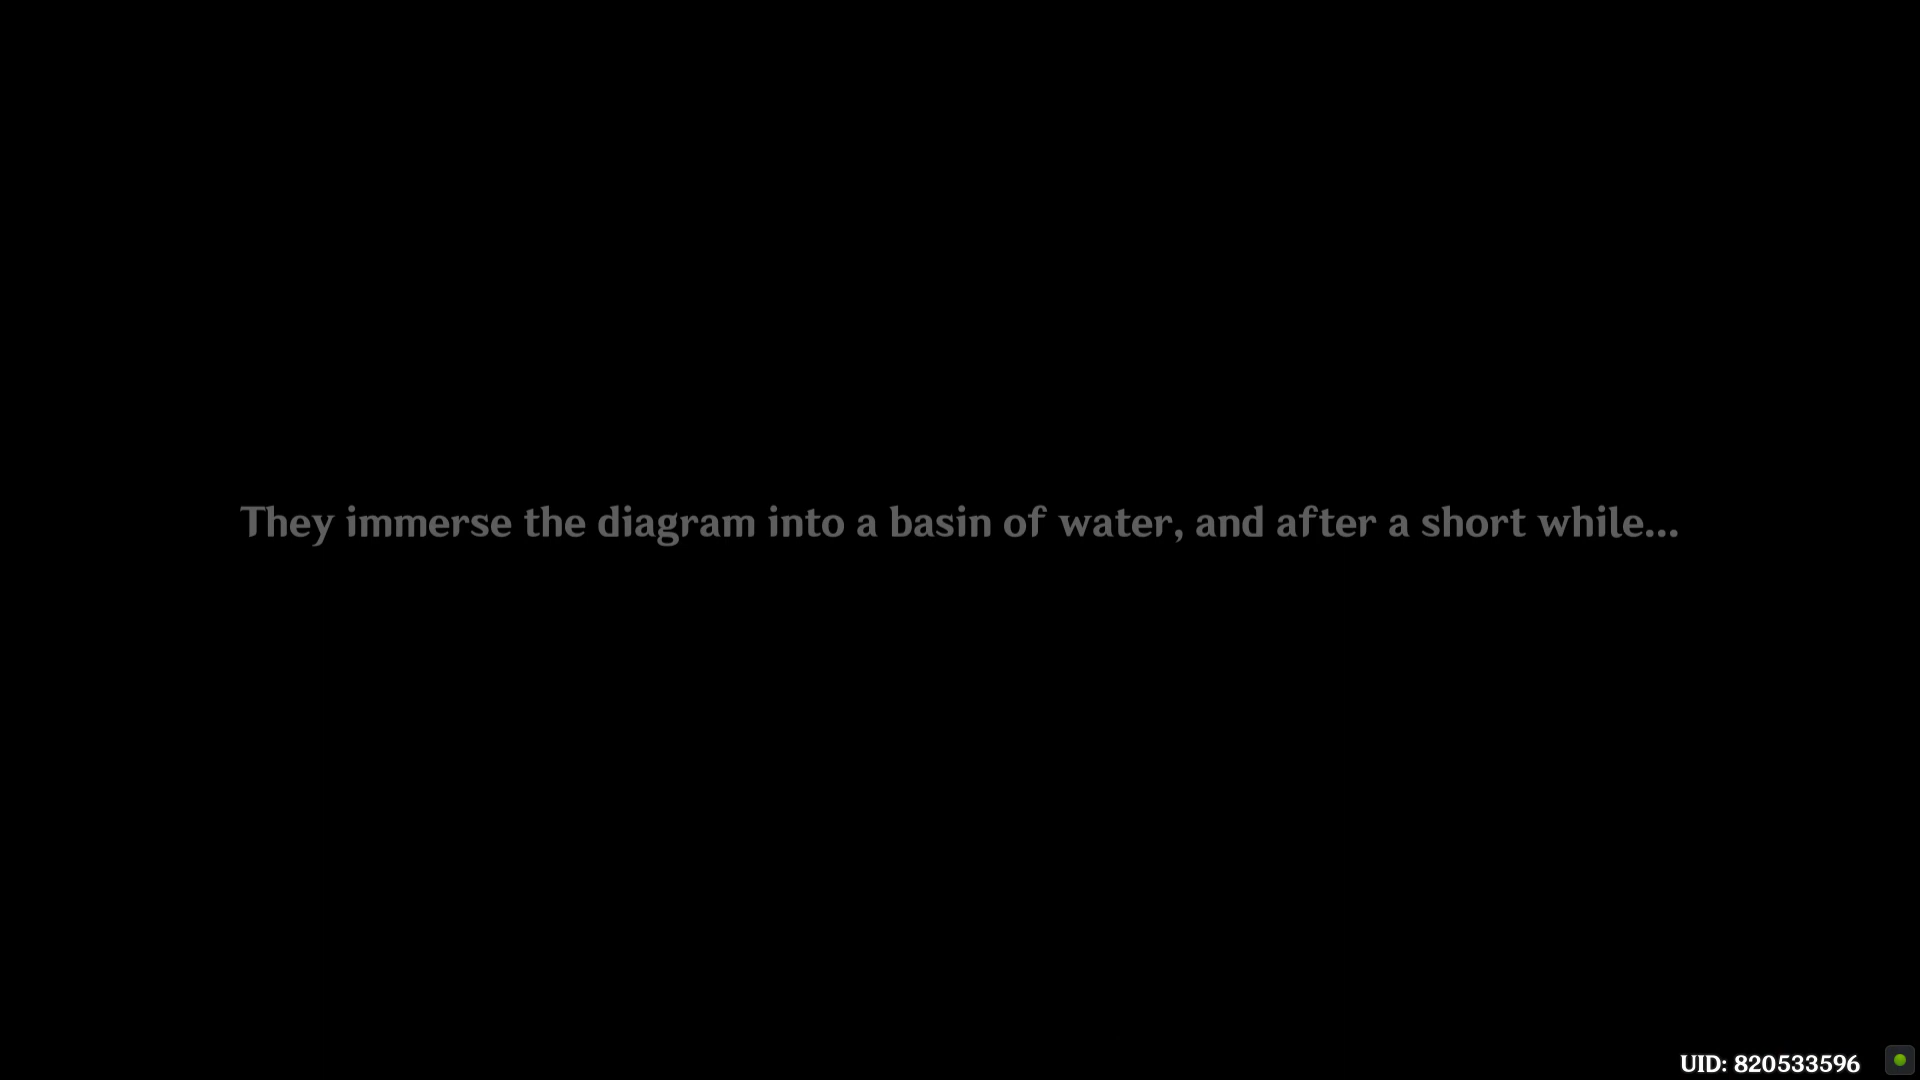 They immerse the diagram into a basin of water, and after a short while...
UID: 820533596